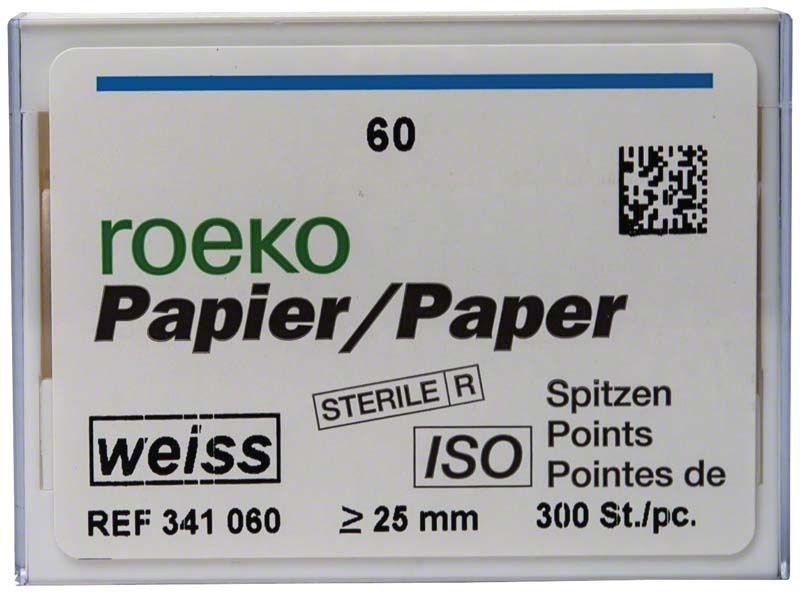 60
roeko
Papier/Paper
STERILE R
Spitzen
weiss
ISO
Points
Pointes de
REF 341 060
≥ 25 mm
300 St./pc.